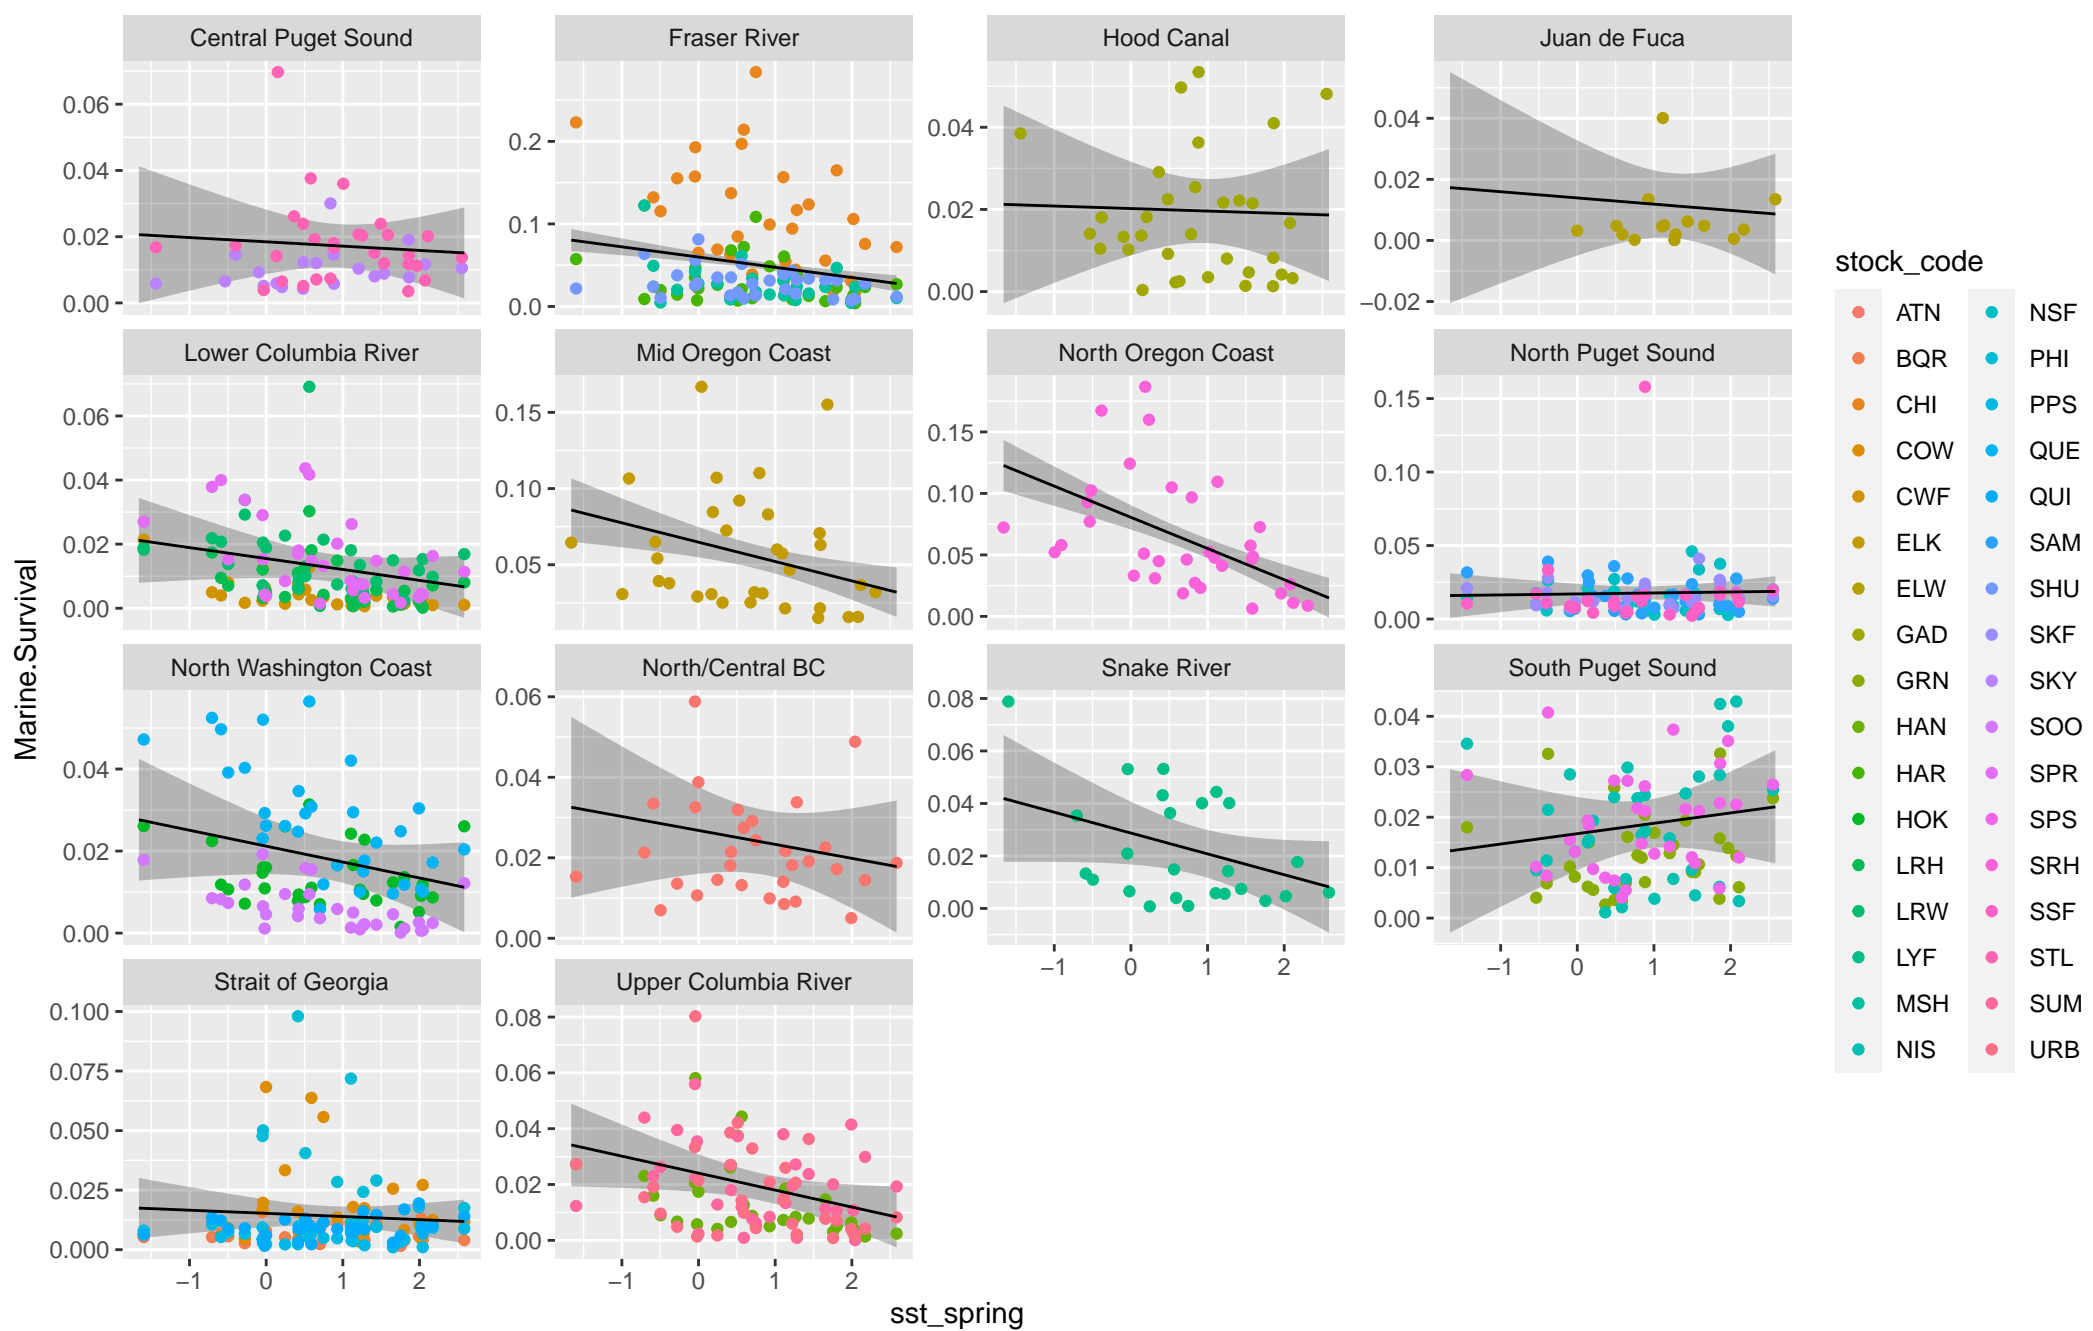 Central Puget Sound
Fraser River
Hood Canal
Juan de Fuca
0.06
0.04
0.02
0.00
0.2
0.1
0.0
0.04
0.02
0.00
0.04
0.02
0.00
−0.02
Lower Columbia River
Mid Oregon Coast
North Oregon Coast
North Puget Sound
0.06
0.04
0.02
0.00
0.15
0.10
0.05
0.15
0.10
0.05
0.00
0.15
0.10
0.05
0.00
North Washington Coast
North/Central BC
Snake River
South Puget Sound
0.04
0.02
0.00
0.06
0.04
0.02
0.00
0.08
0.06
0.04
0.02
0.00
0.04
0.03
0.02
0.01
0.00
−1 0 1 2
−1 0 1 2
Strait of Georgia
Upper Columbia River
0.100
0.075
0.050
0.025
0.000
0.08
0.06
0.04
0.02
0.00
−1 0 1 2
−1 0 1 2
sst_spring
Marine.Survival
stock_code
ATN
BQR
CHI
COW
CWF
ELK
ELW
GAD
GRN
HAN
HAR
HOK
LRH
LRW
LYF
MSH
NIS
NSF
PHI
PPS
QUE
QUI
SAM
SHU
SKF
SKY
SOO
SPR
SPS
SRH
SSF
STL
SUM
URB